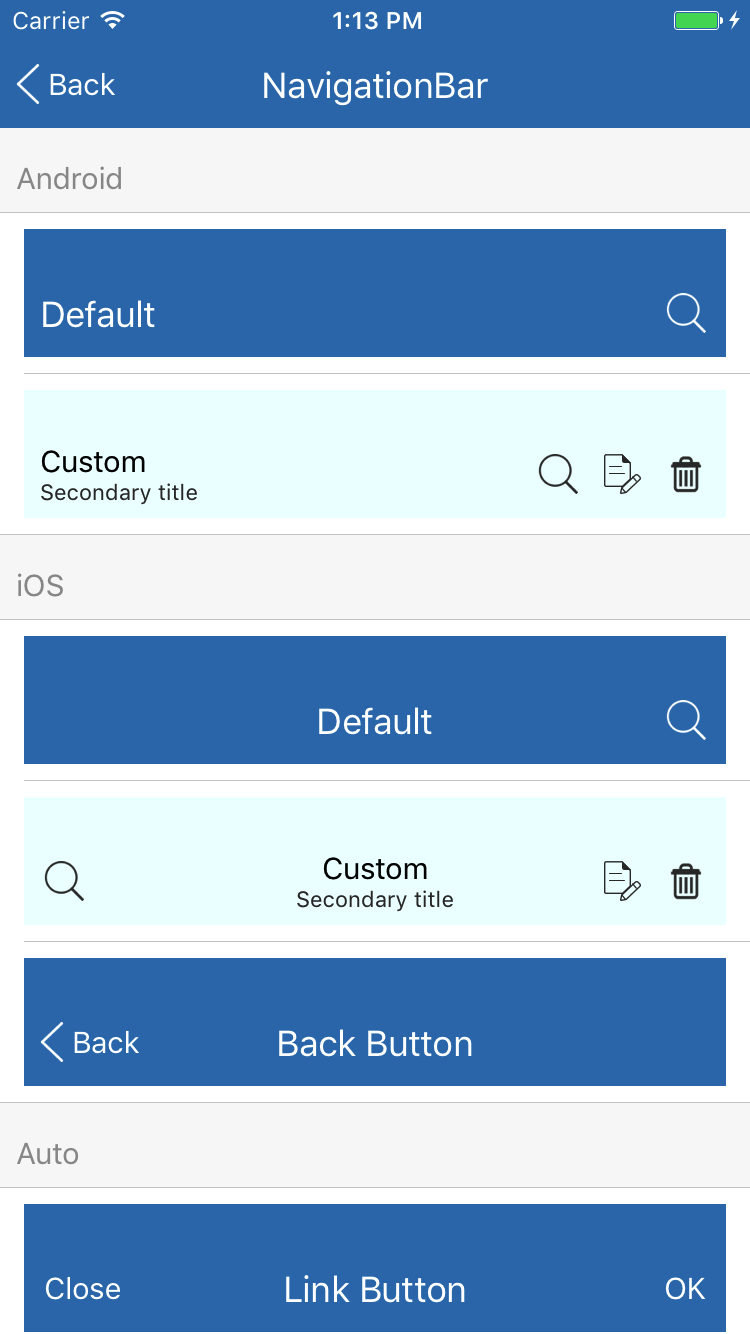 Carrier 1:13 PM
Back NavigationBar
Android
Default
Custom
Secondary title
iOS
Default
Custom
Secondary title
Back Back Button
Auto
Close Link Button OK